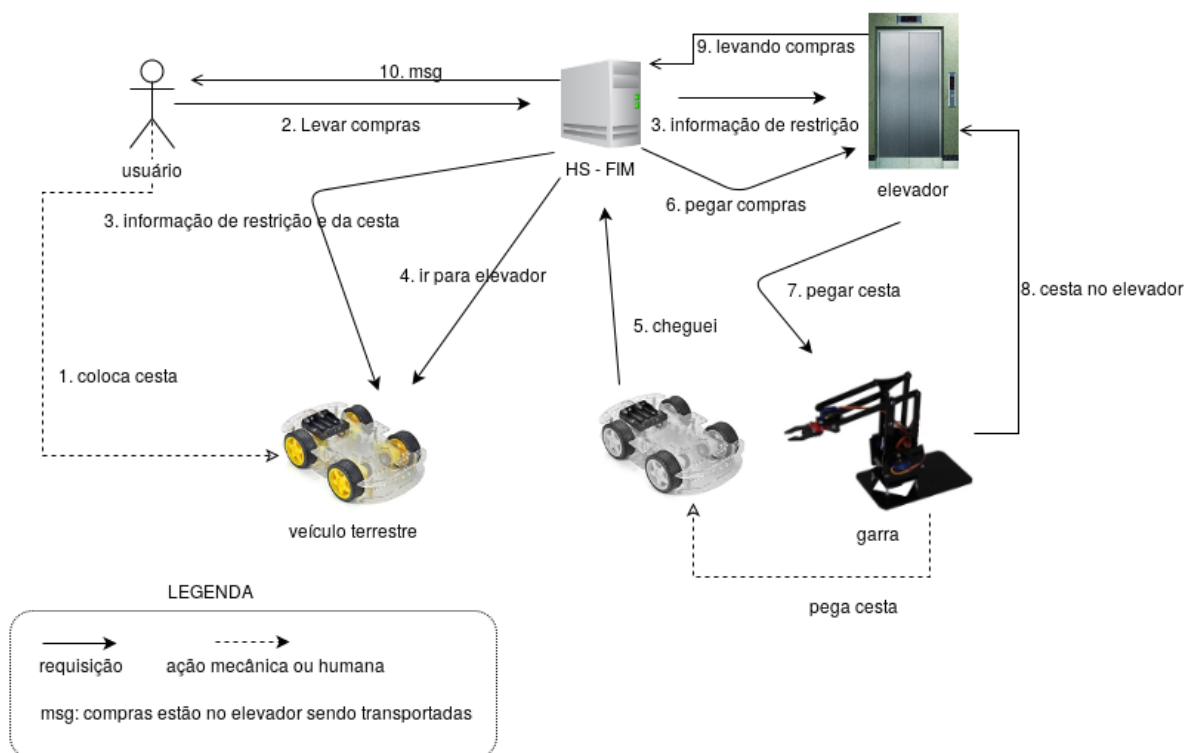 9. levando compras
10. msg
2. Levar compras
3. informação de restrição
usuário
HS - FIM
elevador
6. pegar compras
3. informação de restrição e da cesta
4. ir para elevador
7. pegar cesta
8. cesta no elevador
5. cheguei
1. coloca cesta
veículo terrestre
garra
LEGENDA
pega cesta
requisição
ação mecânica ou humana
msg: compras estão no elevador sendo transportadas